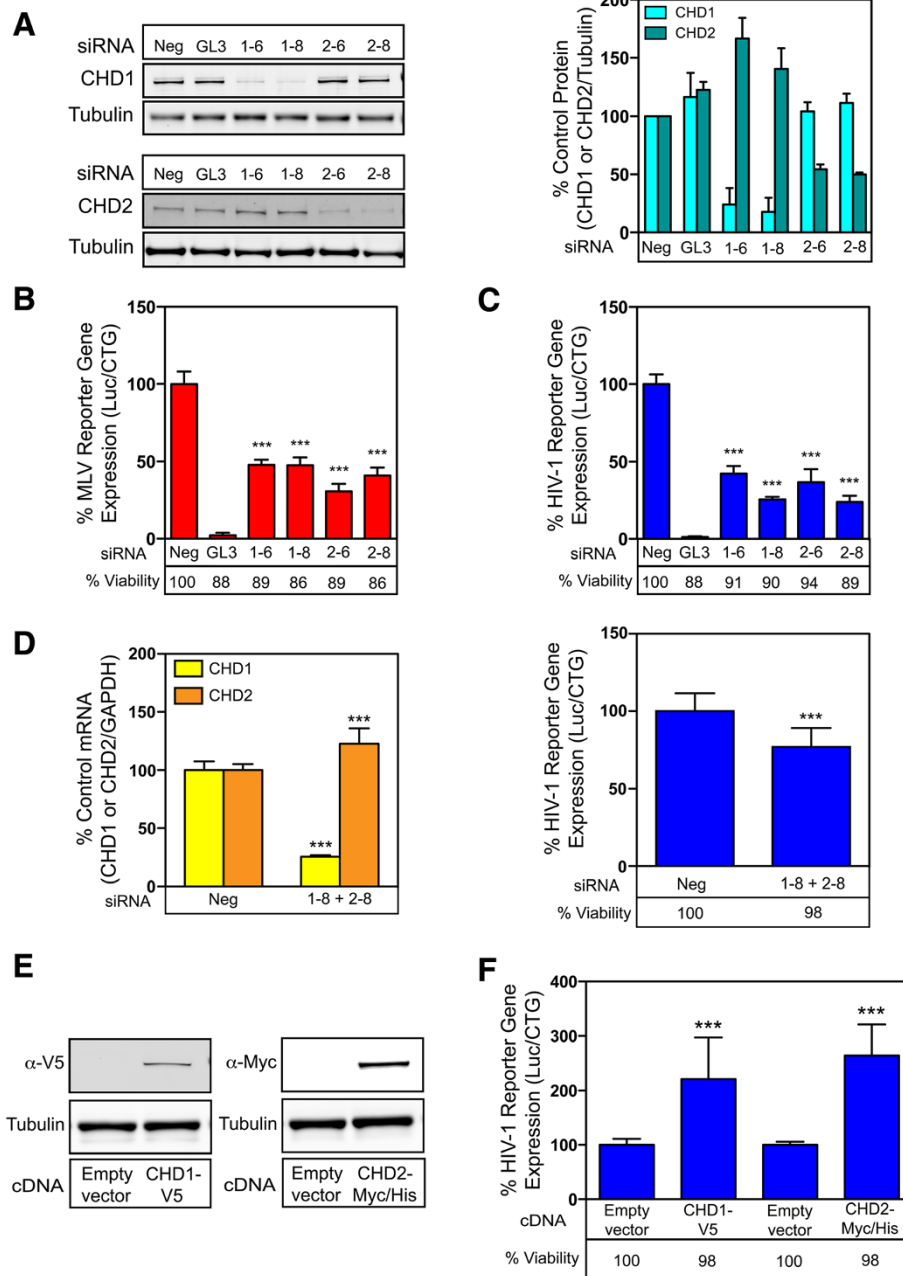 A
siRNA Neg GL3 1-6 1-8 2-6 2-8
CHD1
Tubulin
siRNA Neg GL3 1-6 1-8 2-6 2-8
CHD2
Tubulin
% Control Protein
(CHD1 or CHD2/Tubulin)
200
150
100
50
0
CHD1
CHD2
siRNA Neg GL3 1-6 1-8 2-6 2-8
B
% MLV Reporter Gene
Expression (Luc/CTG)
150
100
50
0
*** *** *** ***
siRNA Neg GL3 1-6 1-8 2-6 2-8
% Viability 100 88 89 86 89 86
C
% HIV-1 Reporter Gene
Expression (Luc/CTG)
150
100
50
0
*** *** *** ***
siRNA Neg GL3 1-6 1-8 2-6 2-8
% Viability 100 88 91 90 94 89
D
% Control mRNA
(CHD1 or CHD2/GAPDH)
200
150
100
50
0
CHD1
CHD2
*** ***
siRNA Neg 1-8 + 2-8
% HIV-1 Reporter Gene
Expression (Luc/CTG)
150
100
50
0
***
siRNA Neg 1-8 + 2-8
% Viability 100 98
E
α-V5
Tubulin
cDNA Empty CHD1-
vector V5
α-Myc
Tubulin
cDNA Empty CHD2-
vector Myc/His
F
% HIV-1 Reporter Gene
Expression (Luc/CTG)
400
300
200
100
0
*** ***
cDNA Empty CHD1- Empty CHD2-
vector V5 vector Myc/His
% Viability 100 98 100 98